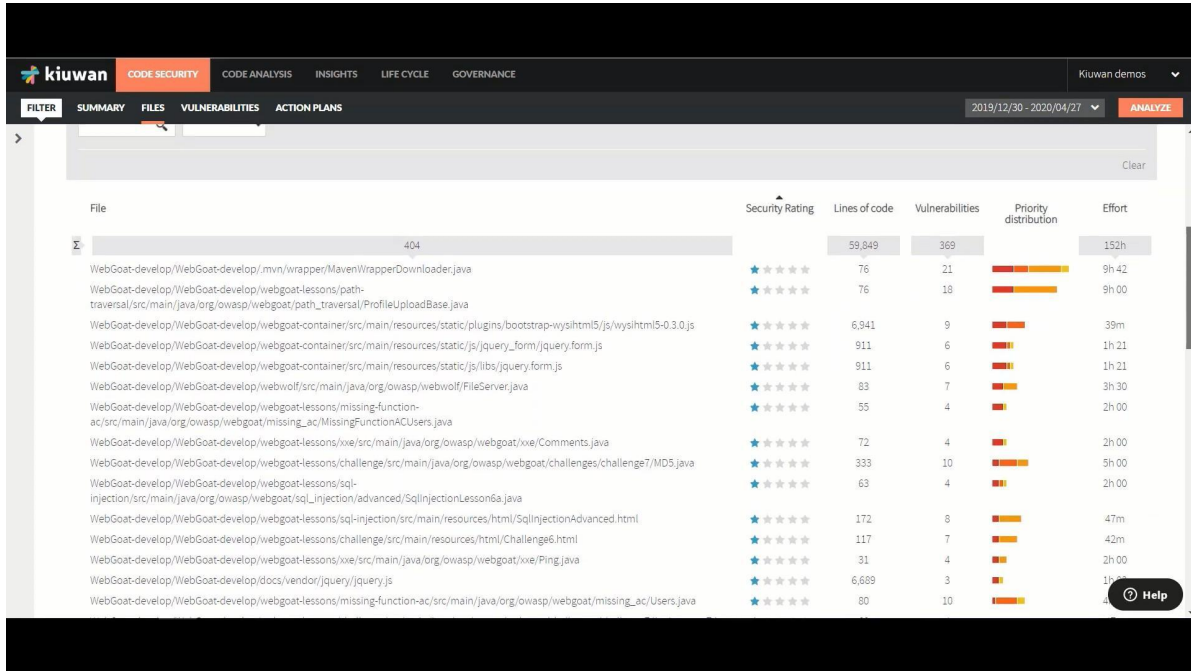 kiuwan CODE SECURITY CODE ANALYSIS INSIGHTS LIFE CYCLE GOVERNANCE Kiuwan demos
FILTER SUMMARY FILES VULNERABILITIES ACTION PLANS 2019/12/30 - 2020/04/27 ANALYZE
Clear
File Security Rating Lines of code Vulnerabilities Priority distribution Effort
Σ 404 59,849 369 152h
WebGoat-develop/WebGoat-develop/.mvn/wrapper/MavenWrapperDownloader.java 76 21 9h 42
WebGoat-develop/WebGoat-develop/webgoat-lessons/path- 76 18 9h 00
traversal/src/main/java/org/owasp/webgoat/path_traversal/ProfileUploadBase.java
WebGoat-develop/WebGoat-develop/webgoat-container/src/main/resources/static/plugins/bootstrap-wysihtml5/js/wysihtml5-0.3.0.js 6,941 9 39m
WebGoat-develop/WebGoat-develop/webgoat-container/src/main/resources/static/js/jquery_form/jquery.form.js 911 6 1h 21
WebGoat-develop/WebGoat-develop/webgoat-container/src/main/resources/static/js/libs/jquery.form.js 911 6 1h 21
WebGoat-develop/WebGoat-develop/webwolf/src/main/java/org/owasp/webwolf/FileServer.java 83 7 3h 30
WebGoat-develop/WebGoat-develop/webgoat-lessons/missing-function- 55 4 2h 00
ac/src/main/java/org/owasp/webgoat/missing_ac/MissingFunctionACUsers.java
WebGoat-develop/WebGoat-develop/webgoat-lessons/xxe/src/main/java/org/owasp/webgoat/xxe/Comments.java 72 4 2h 00
WebGoat-develop/WebGoat-develop/webgoat-lessons/challenge/src/main/java/org/owasp/webgoat/challenges/challenge7/MD5.java 333 10 5h 00
WebGoat-develop/WebGoat-develop/webgoat-lessons/sql- 63 4 2h 00
injection/src/main/java/org/owasp/webgoat/sql_injection/advanced/SqlInjectionLesson6a.java
WebGoat-develop/WebGoat-develop/webgoat-lessons/sql-injection/src/main/resources/html/SqlInjectionAdvanced.html 172 8 47m
WebGoat-develop/WebGoat-develop/webgoat-lessons/challenge/src/main/resources/html/Challenge6.html 117 7 42m
WebGoat-develop/WebGoat-develop/webgoat-lessons/xxe/src/main/java/org/owasp/webgoat/xxe/Ping.java 31 4 2h 00
WebGoat-develop/WebGoat-develop/docs/vendor/jquery/jquery.js 6,689 3
WebGoat-develop/WebGoat-develop/webgoat-lessons/missing-function-ac/src/main/java/org/owasp/webgoat/missing_ac/Users.java 80 10
Help